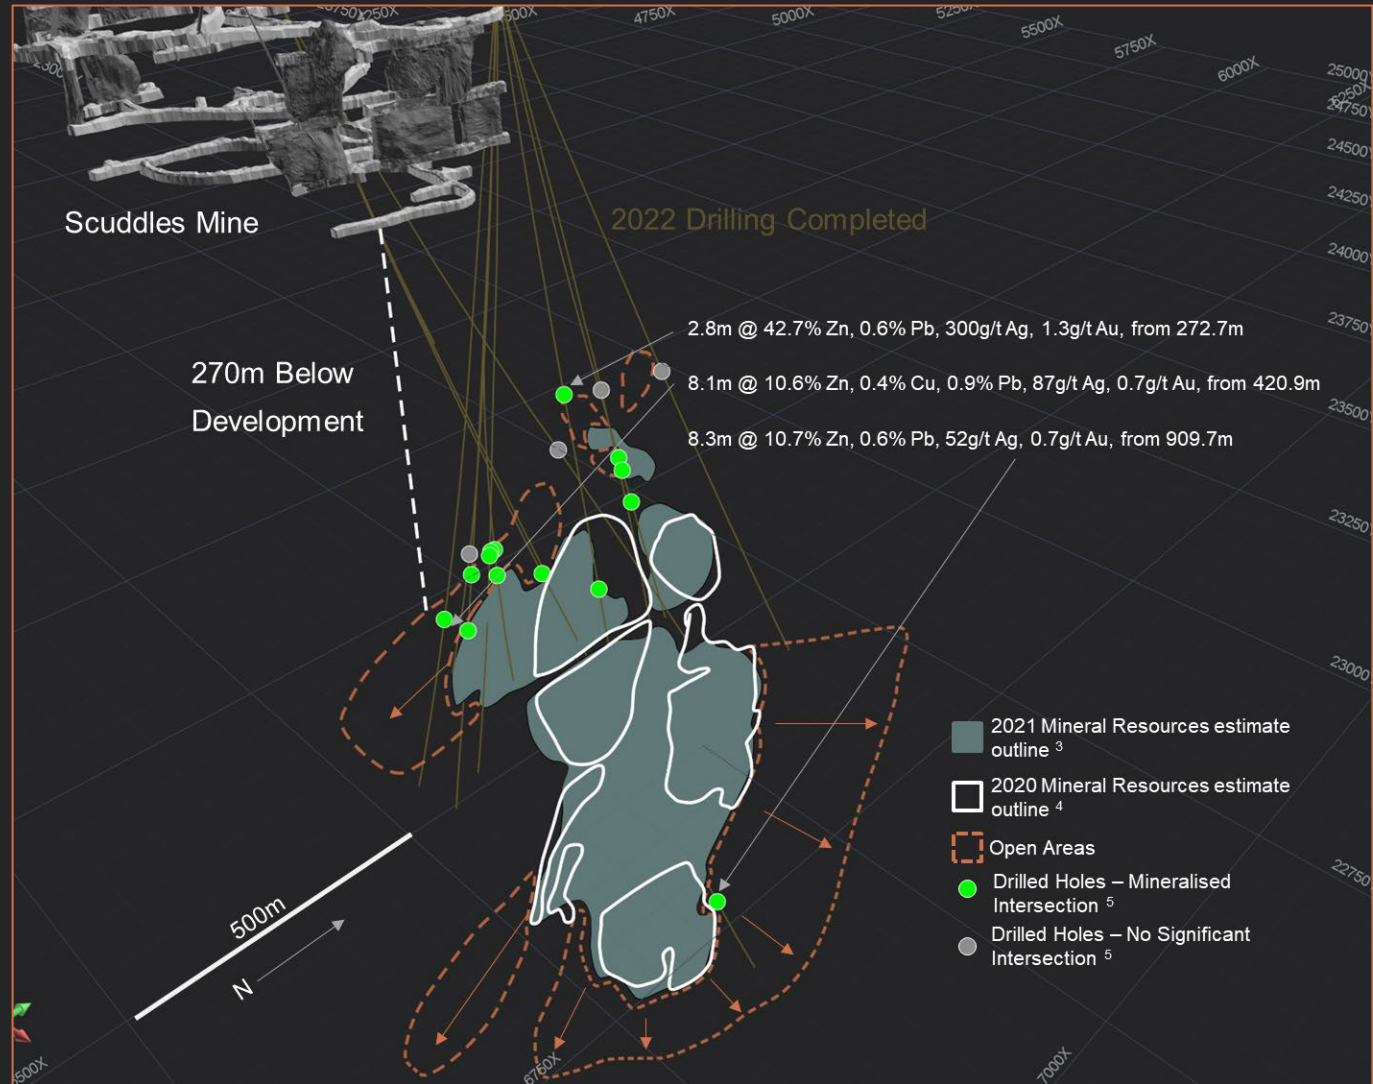 4750X
5000X
5500X
5750X
6000X
24500Y
24250Y
24000Y
23750Y
23500Y
23250Y
23000Y
22750
Scuddles Mine
2022 Drilling Completed
270m Below
Development
2.8m @ 42.7% Zn, 0.6% Pb, 300g/t Ag, 1.3g/t Au, from 272.7m
8.1m @ 10.6% Zn, 0.4% Cu, 0.9% Pb, 87g/t Ag, 0.7g/t Au, from 420.9m
8.3m @ 10.7% Zn, 0.6% Pb, 52g/t Ag, 0.7g/t Au, from 909.7m
2021 Mineral Resources estimate
outline 3
2020 Mineral Resources estimate
outline 4
Open Areas
Drilled Holes – Mineralised
Intersection 5
Drilled Holes – No Significant
Intersection 5
500m
N
6750X
7000X